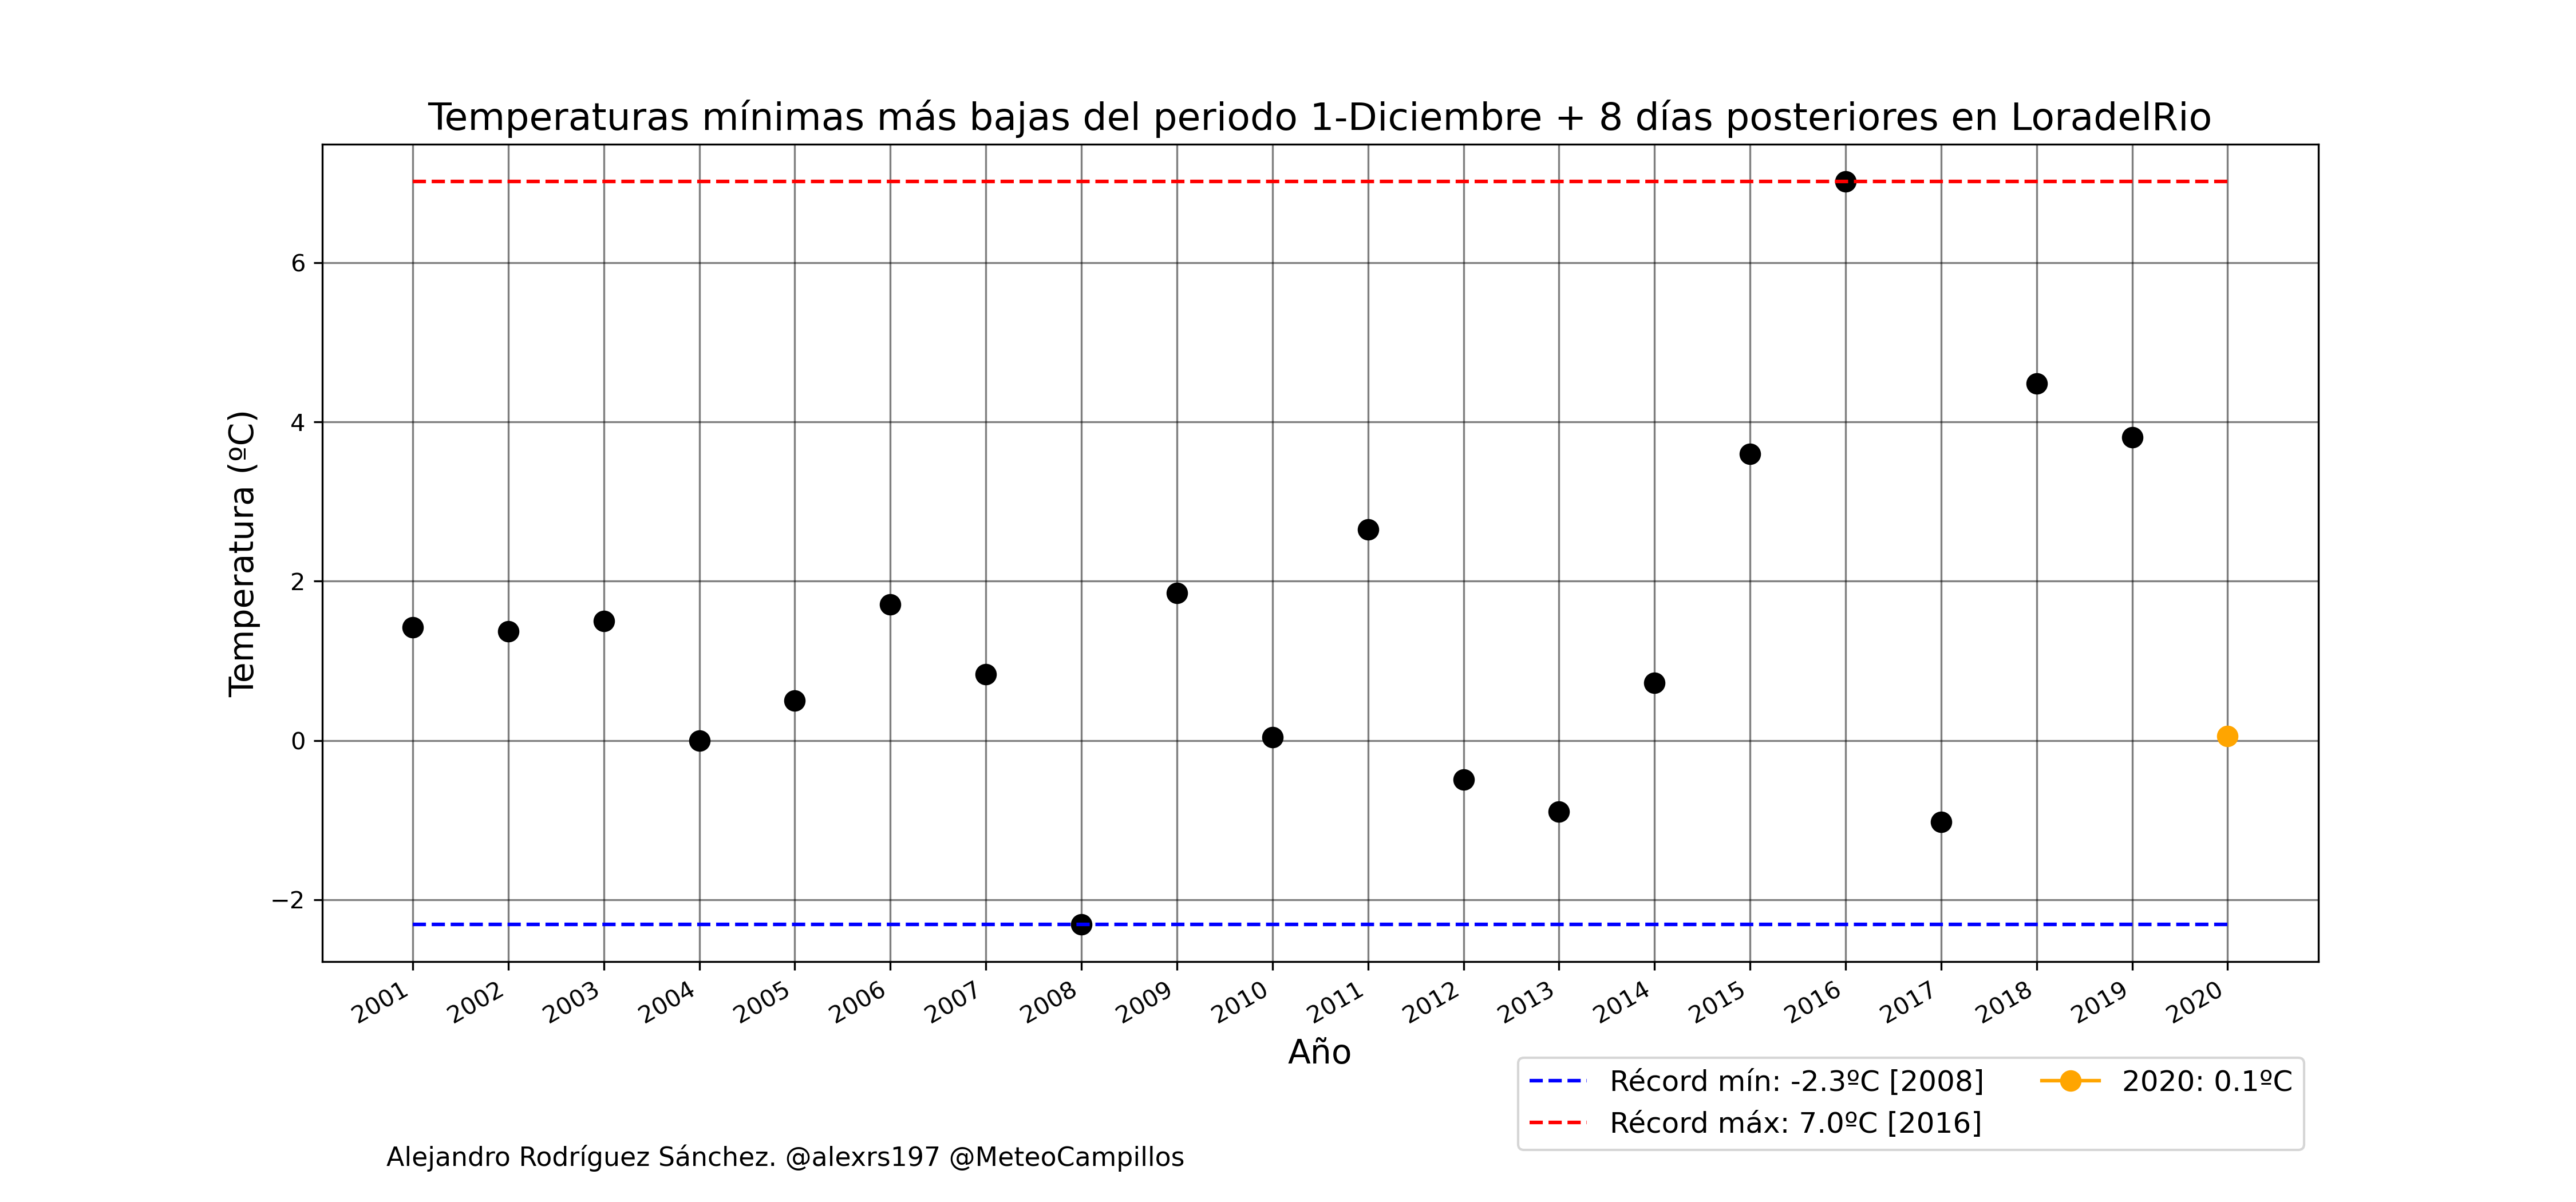 Temperaturas mínimas más bajas del periodo 1-Diciembre + 8 días posteriores en LoradelRio
Temperatura (ºC)
6
4
2
0
−2
2001 2002 2003 2004 2005 2006 2007 2008 2009 2010 2011 2012 2013 2014 2015 2016 2017 2018 2019 2020
Año
Récord mín: -2.3ºC [2008]
Récord máx: 7.0ºC [2016]
2020: 0.1ºC
Alejandro Rodríguez Sánchez. @alexrs197 @MeteoCampillos